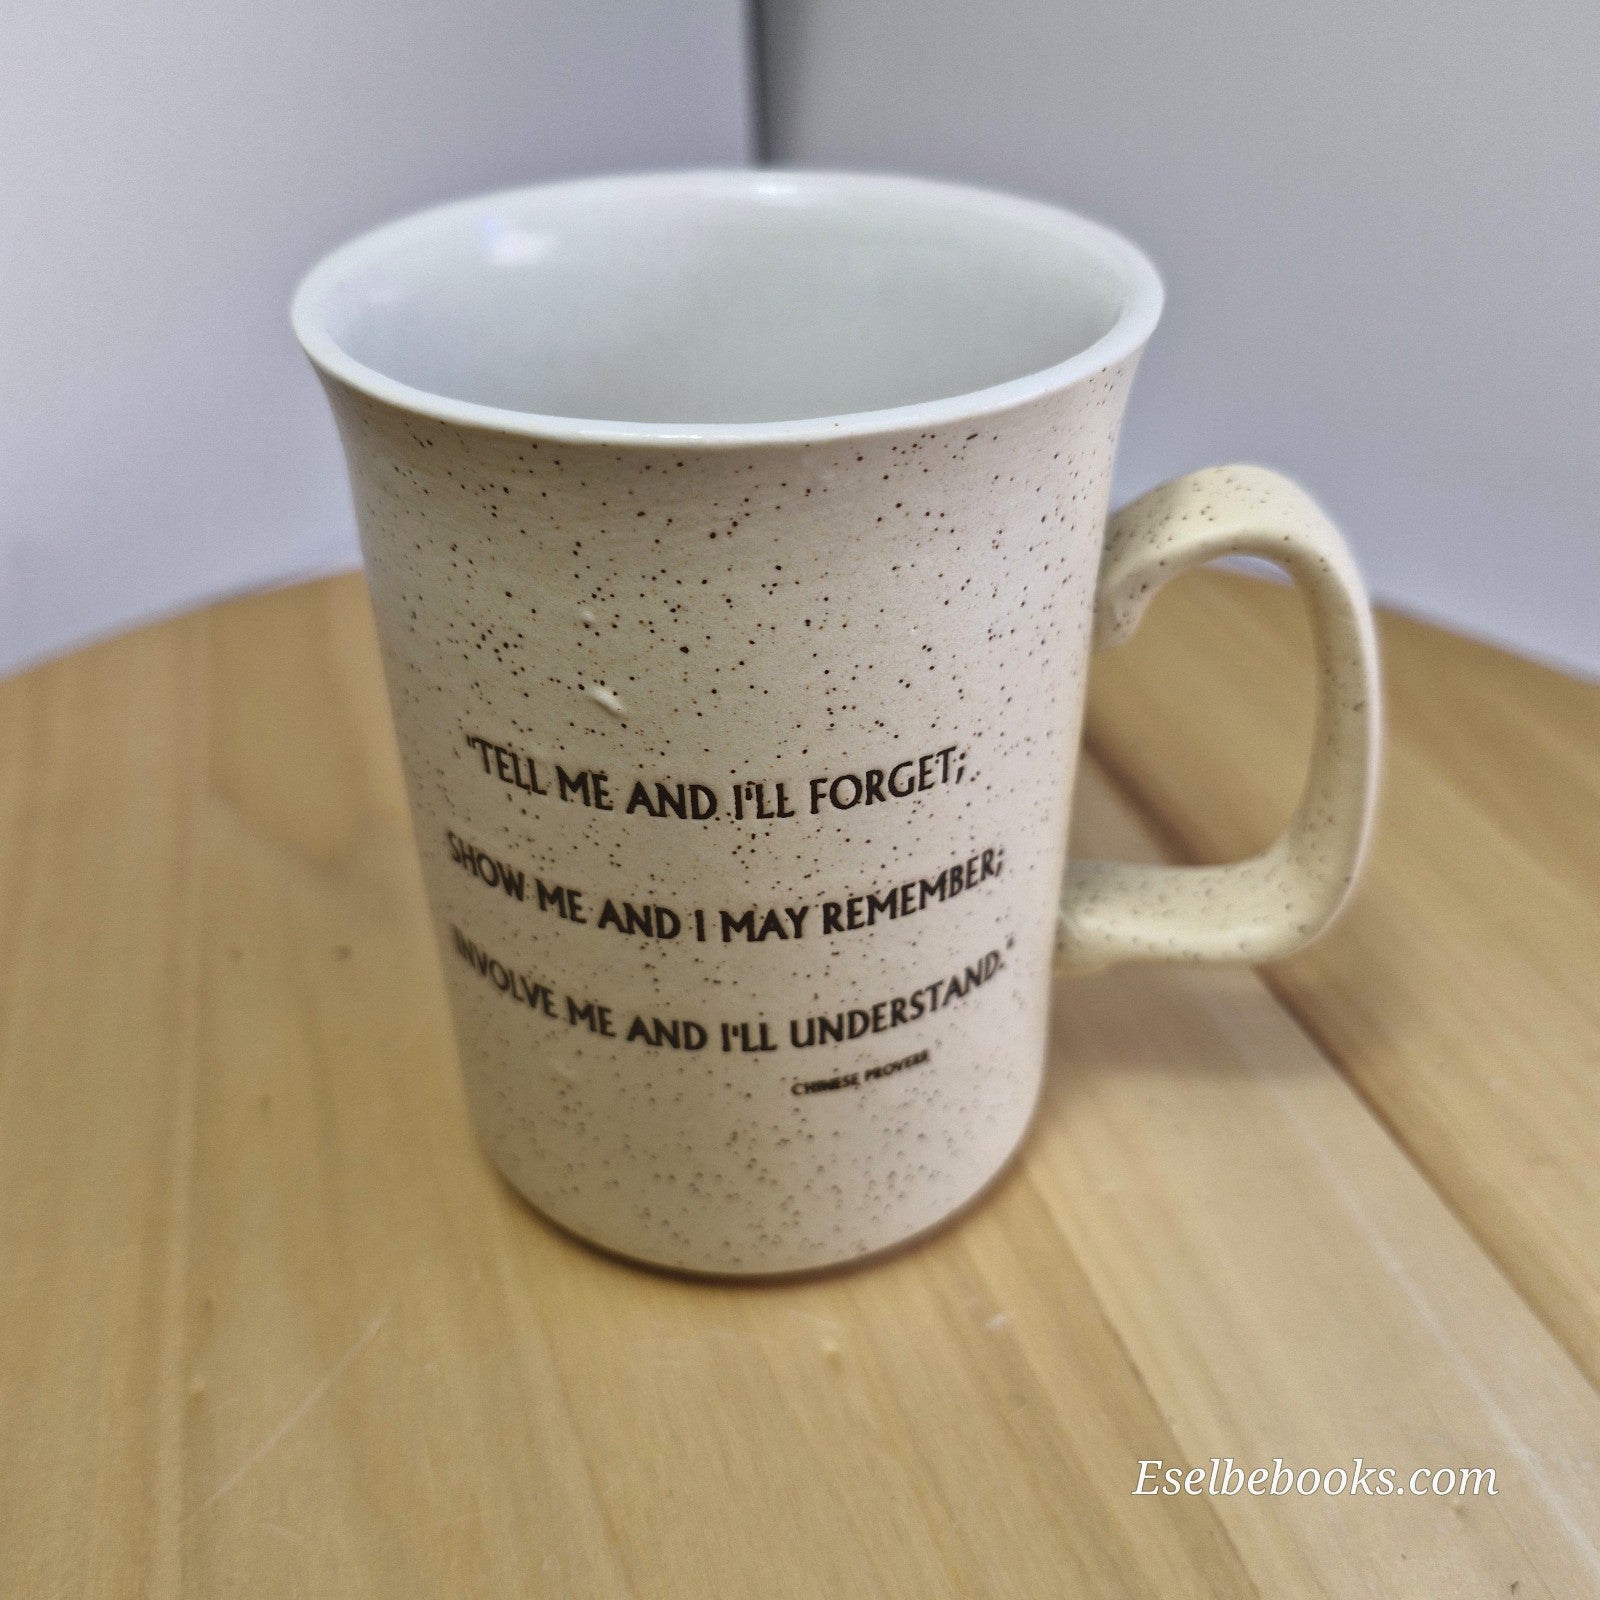 "TELL ME AND I'LL FORGET;
SHOW ME AND I MAY REMEMBER;
INVOLVE ME AND I'LL UNDERSTAND."
CHINESE PROVERB
Eselbebooks.com